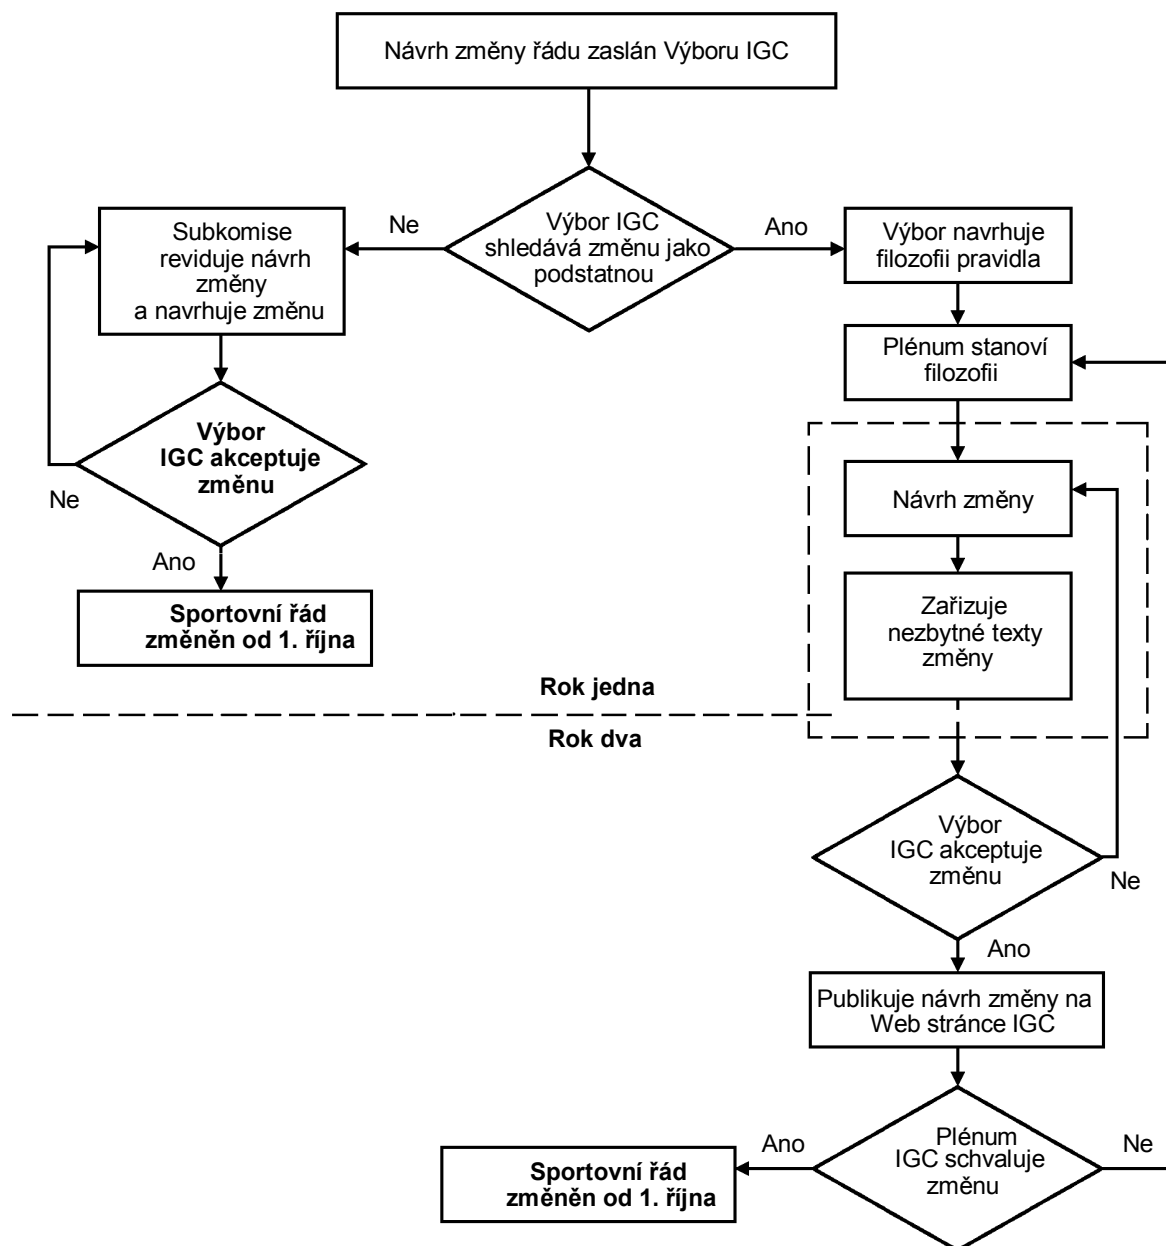 Návrh změny řádu zaslán Výboru IGC
Výbor IGC
shledává změnu jako
podstatnou
Ne
Ano
Subkomise
reviduje návrh
změny
a navrhuje změnu
Výbor navrhuje
filozofii pravidla
Plénum stanoví
filozofii
Výbor
IGC akceptuje
změnu
Ne
Ano
Návrh změny
Sportovní řád
změněn od 1. října
Zařizuje
nezbytné texty
změny
Rok jedna
Rok dva
Výbor
IGC akceptuje
změnu
Ne
Ano
Publikuje návrh změny na
Web stránce IGC
Plénum
IGC schvaluje
změnu
Ano
Ne
Sportovní řád
změněn od 1. října